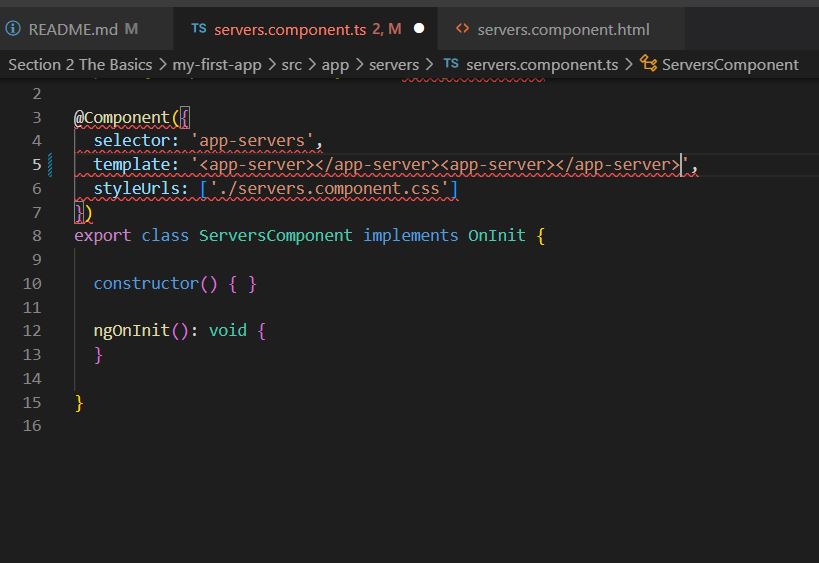 README.md M
TS servers.component.ts 2, M
<> servers.component.html
Section 2 The Basics > my-first-app > src > app > servers > TS servers.component.ts > ServersComponent
2
3 @Component({
4 selector: 'app-servers',
5 template: '<app-server></app-server><app-server></app-server>',
6 styleUrls: ['./servers.component.css']
7 })
8 export class ServersComponent implements OnInit {
9
10 constructor() { }
11
12 ngOnInit(): void {
13 }
14
15 }
16